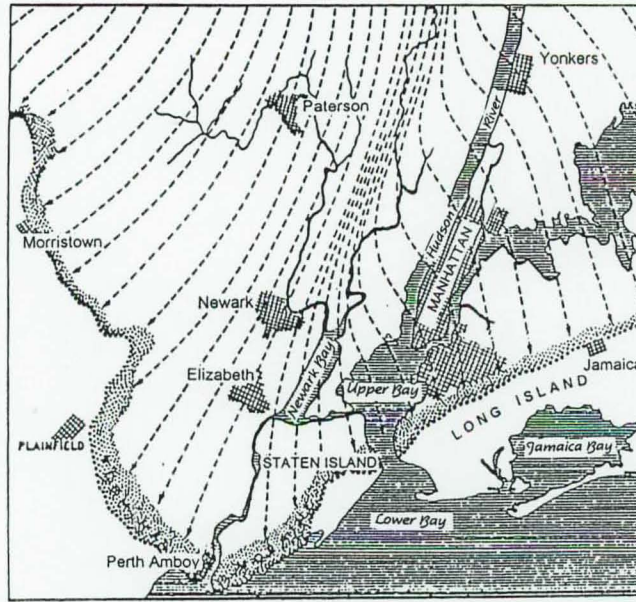 Yonkers
Paterson
Hudson River
MANHATTAN
Morristown
Newark
Newark Bay
Elizabeth
Upper Bay
Jamaica
LONG ISLAND
PLAINFIELD
Jamaica Bay
STATEN ISLAND
Lower Bay
Perth Amboy